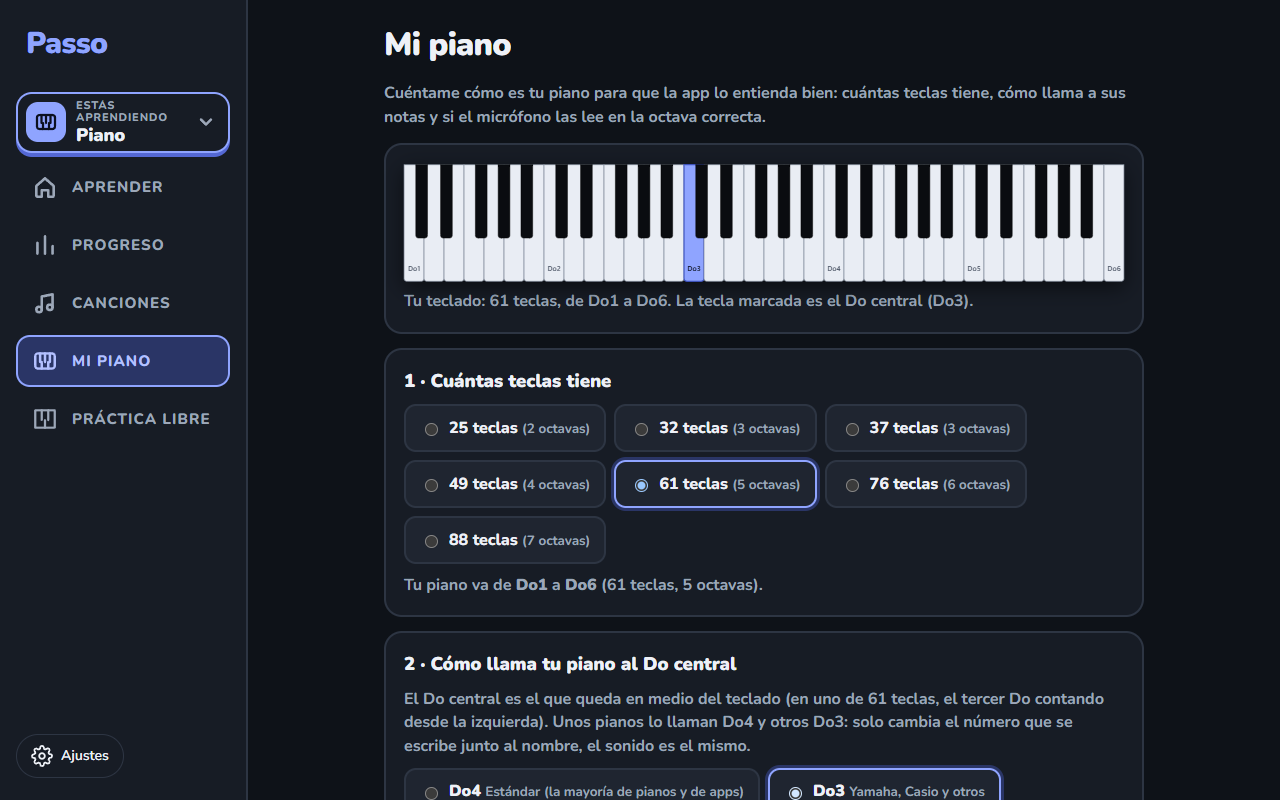 Passo
ESTÁS
APRENDIENDO
Piano
APRENDER
PROGRESO
CANCIONES
MI PIANO
PRÁCTICA LIBRE
Ajustes
Mi piano
Cuéntame cómo es tu piano para que la app lo entienda bien: cuántas teclas tiene, cómo llama a sus
notas y si el micrófono las lee en la octava correcta.
Do1 Do2 Do3 Do4 Do5 Do6
Tu teclado: 61 teclas, de Do1 a Do6. La tecla marcada es el Do central (Do3).
1 · Cuántas teclas tiene
25 teclas (2 octavas) 32 teclas (3 octavas) 37 teclas (3 octavas)
49 teclas (4 octavas) 61 teclas (5 octavas) 76 teclas (6 octavas)
88 teclas (7 octavas)
Tu piano va de Do1 a Do6 (61 teclas, 5 octavas).
2 · Cómo llama tu piano al Do central
El Do central es el que queda en medio del teclado (en uno de 61 teclas, el tercer Do contando
desde la izquierda). Unos pianos lo llaman Do4 y otros Do3: solo cambia el número que se
escribe junto al nombre, el sonido es el mismo.
Do4 Estándar (la mayoría de pianos y de apps) Do3 Yamaha, Casio y otros